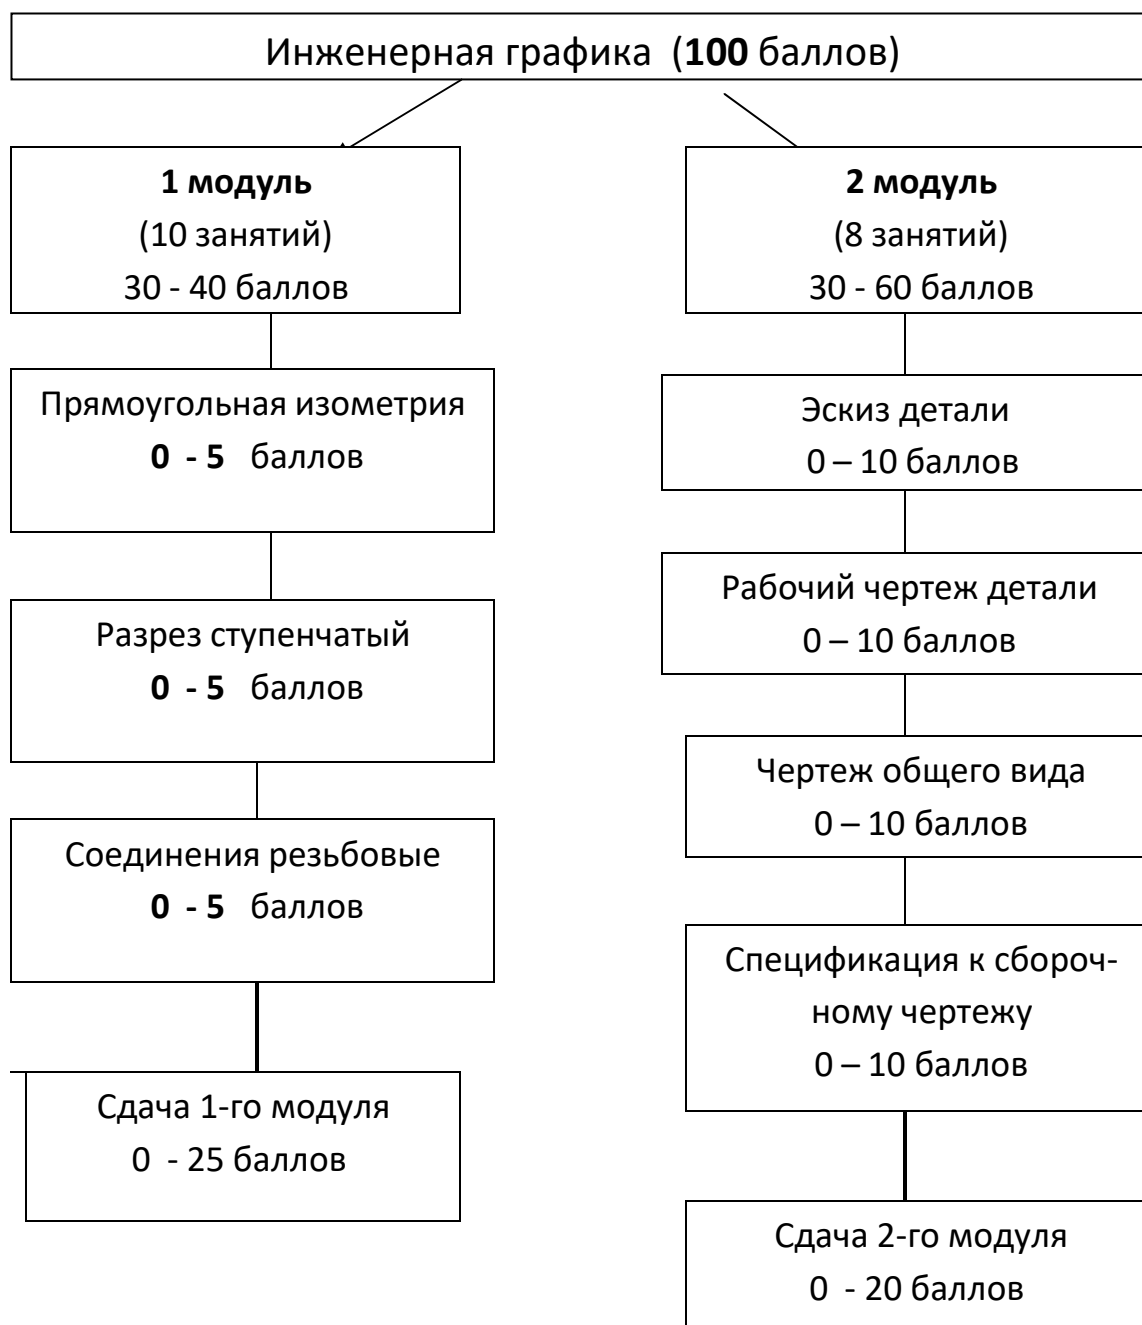 Инженерная графика (100 баллов)
1 модуль
(10 занятий)
30 - 40 баллов
Прямоугольная изометрия
0 - 5 баллов
Разрез ступенчатый
0 - 5 баллов
Соединения резьбовые
0 - 5 баллов
Сдача 1-го модуля
0 - 25 баллов
2 модуль
(8 занятий)
30 - 60 баллов
Эскиз детали
0 – 10 баллов
Рабочий чертеж детали
0 – 10 баллов
Чертеж общего вида
0 – 10 баллов
Спецификация к сбороч-
ному чертежу
0 – 10 баллов
Сдача 2-го модуля
0 - 20 баллов